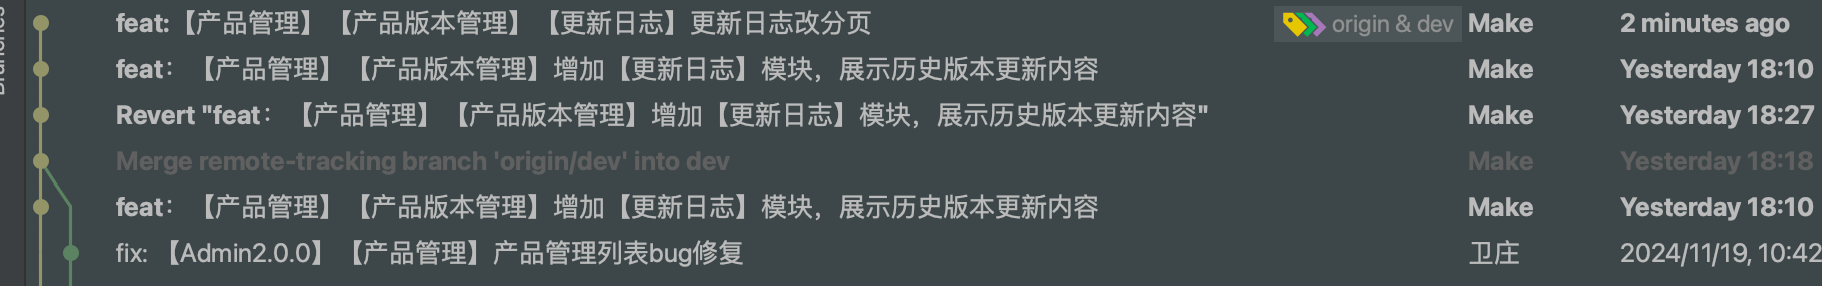 feat:【产品管理】【产品版本管理】【更新日志】更新日志改分页 origin & dev Make 2 minutes ago
feat：【产品管理】【产品版本管理】增加【更新日志】模块，展示历史版本更新内容 Make Yesterday 18:10
Revert "feat：【产品管理】【产品版本管理】增加【更新日志】模块，展示历史版本更新内容" Make Yesterday 18:27
Merge remote-tracking branch 'origin/dev' into dev Make Yesterday 18:18
feat：【产品管理】【产品版本管理】增加【更新日志】模块，展示历史版本更新内容 Make Yesterday 18:10
fix: 【Admin2.0.0】【产品管理】产品管理列表bug修复 卫庄 2024/11/19, 10:42